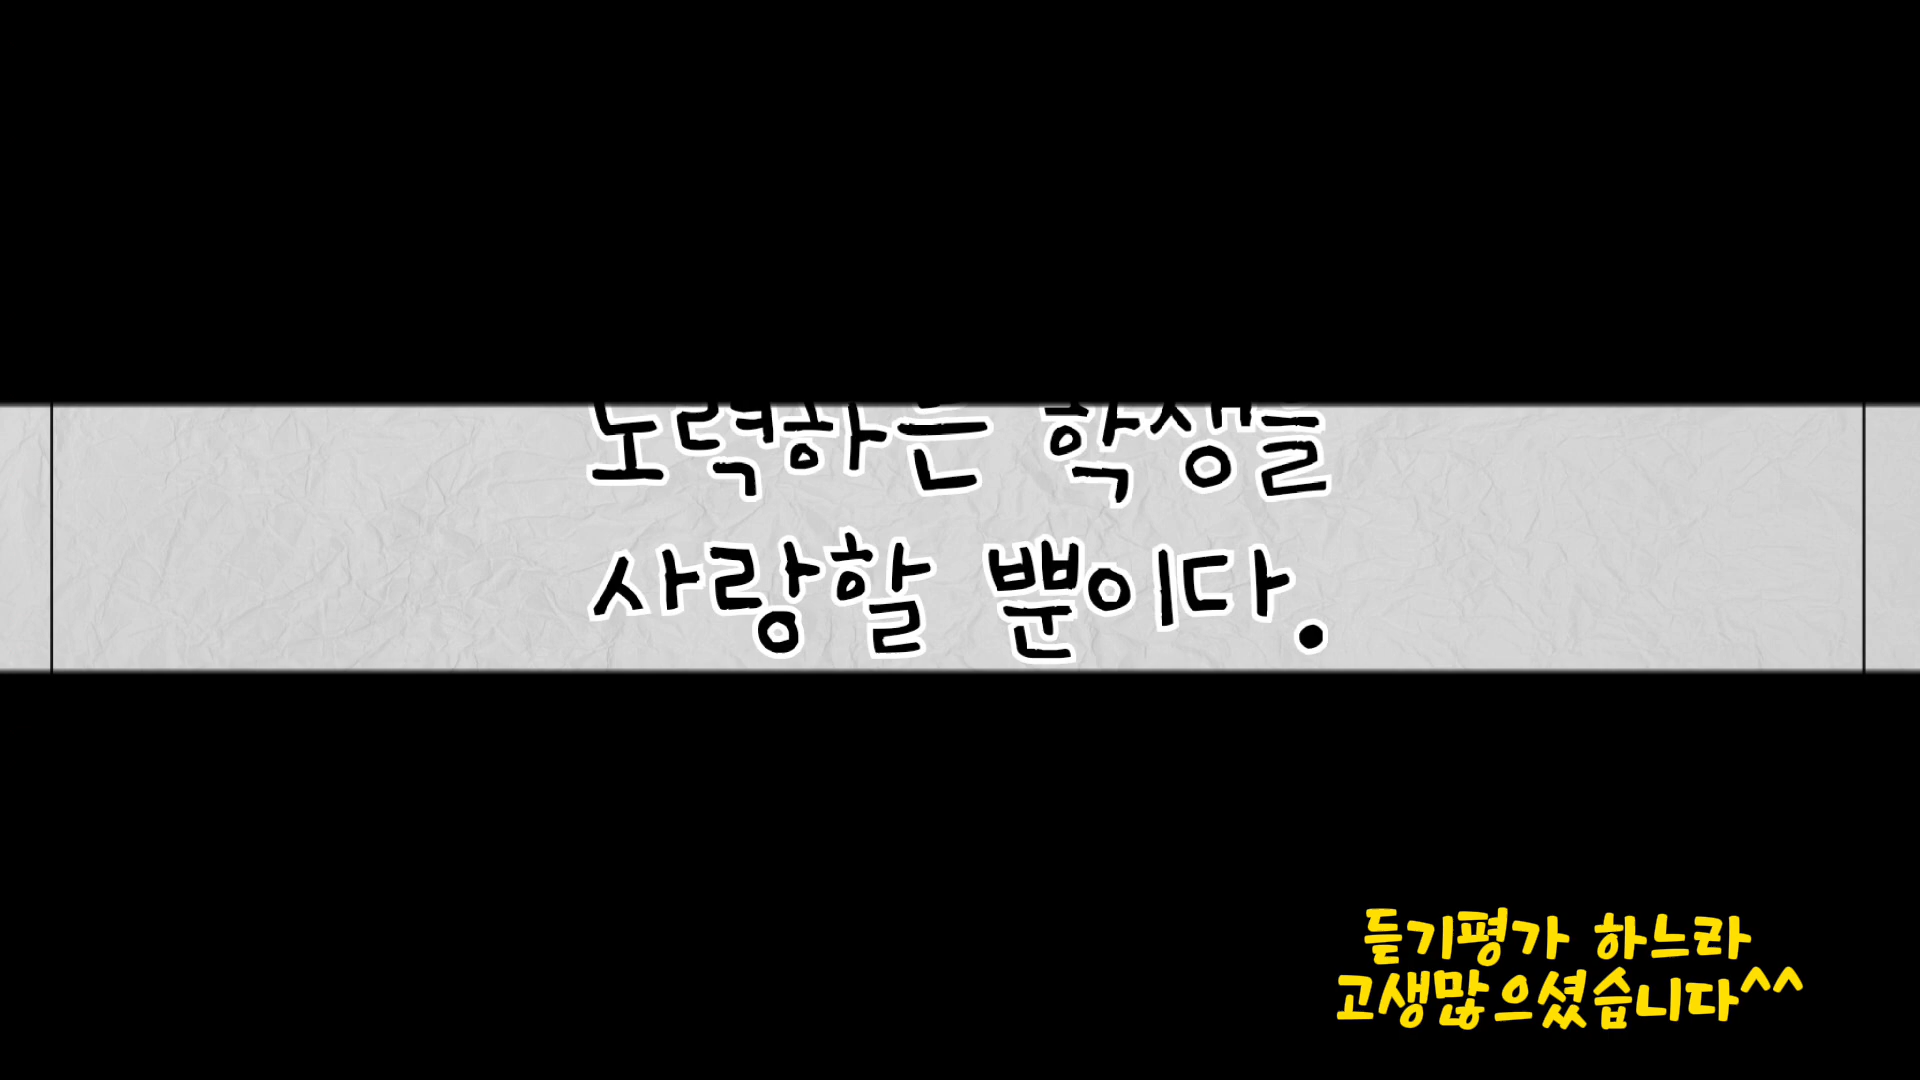 노력하는 학생을
사랑할 뿐이다.
듣기평가 하느라
고생많으셨습니다^^